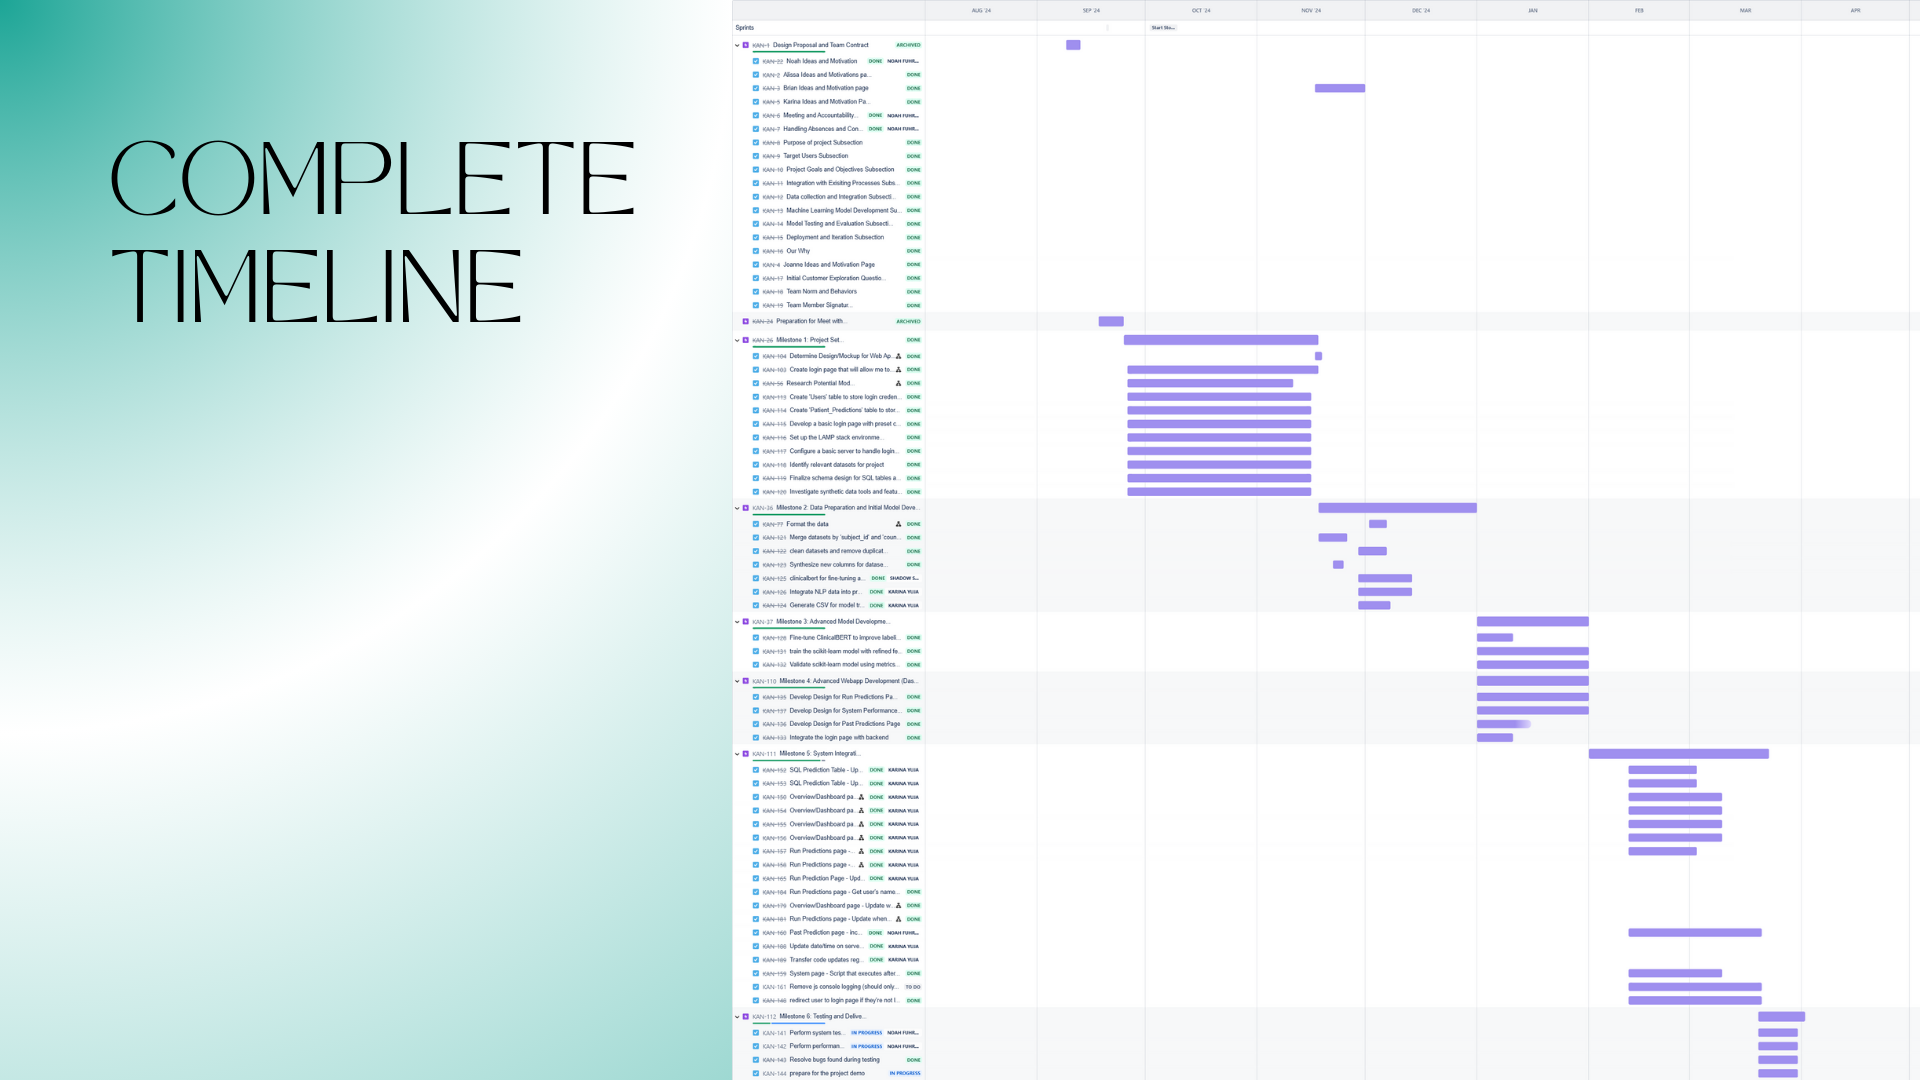 COMPLETE
TIMELINE
AUG '24 SEP '24 OCT '24 NOV '24 DEC '24 JAN FEB MAR APR
Sprints Start Mo...
KAN-1 Design Proposal and Team Contract ARCHIVED
KAN-22 Noah Ideas and Motivation DONE NOAH FUHR...
KAN-2 Alissa Ideas and Motivations pa... DONE
KAN-3 Brian Ideas and Motivation page DONE
KAN-5 Karina Ideas and Motivation Pa... DONE
KAN-6 Meeting and Accountability... DONE NOAH FUHR...
KAN-7 Handling Absences and Con... DONE NOAH FUHR...
KAN-8 Purpose of project Subsection DONE
KAN-9 Target Users Subsection DONE
KAN-10 Project Goals and Objectives Subsection DONE
KAN-11 Integration with Existing Processes Subs... DONE
KAN-12 Data collection and Integration Subsecti... DONE
KAN-13 Machine Learning Model Development Su... DONE
KAN-14 Model Testing and Evaluation Subsecti... DONE
KAN-15 Deployment and Iteration Subsection DONE
KAN-16 Our Why DONE
KAN-4 Joanne Ideas and Motivation Page DONE
KAN-17 Initial Customer Exploration Questio... DONE
KAN-18 Team Norm and Behaviors DONE
KAN-19 Team Member Signatur... DONE
KAN-24 Preparation for Meet with... ARCHIVED
KAN-26 Milestone 1: Project Set... DONE
KAN-104 Determine Design/Mockup for Web Ap... DONE
KAN-102 Create login page that will allow me to... DONE
KAN-56 Research Potential Mod... DONE
KAN-113 Create 'Users' table to store login creden... DONE
KAN-114 Create 'Patient_Predictions' table to stor... DONE
KAN-115 Develop a basic login page with preset c... DONE
KAN-116 Set up the LAMP stack environme... DONE
KAN-117 Configure a basic server to handle login... DONE
KAN-118 Identify relevant datasets for project DONE
KAN-119 Finalize schema design for SQL tables a... DONE
KAN-120 Investigate synthetic data tools and featu... DONE
KAN-36 Milestone 2: Data Preparation and Initial Model Deve...
KAN-77 Format the data DONE
KAN-121 Merge datasets by 'subject_id' and 'coun... DONE
KAN-122 clean datasets and remove duplicat... DONE
KAN-123 Synthesize new columns for datase... DONE
KAN-125 clinicalbert for fine-tuning a... DONE SHADOW S...
KAN-126 Integrate NLP data into pr... DONE KARINA YUJA
KAN-124 Generate CSV for model tr... DONE KARINA YUJA
KAN-37 Milestone 3: Advanced Model Developme...
KAN-128 Fine-tune ClinicalBERT to improve labeli... DONE
KAN-131 train the scikit-learn model with refined fe... DONE
KAN-132 Validate scikit-learn model using metrics... DONE
KAN-110 Milestone 4: Advanced Webapp Development (Das...
KAN-135 Develop Design for Run Predictions Pa... DONE
KAN-137 Develop Design for System Performance... DONE
KAN-136 Develop Design for Past Predictions Page DONE
KAN-133 Integrate the login page with backend DONE
KAN-111 Milestone 5: System Integrati...
KAN-152 SQL Prediction Table - Up... DONE KARINA YUJA
KAN-153 SQL Prediction Table - Up... DONE KARINA YUJA
KAN-150 Overview/Dashboard pa... DONE KARINA YUJA
KAN-154 Overview/Dashboard pa... DONE KARINA YUJA
KAN-155 Overview/Dashboard pa... DONE KARINA YUJA
KAN-156 Overview/Dashboard pa... DONE KARINA YUJA
KAN-157 Run Predictions page -... DONE KARINA YUJA
KAN-158 Run Predictions page -... DONE KARINA YUJA
KAN-165 Run Prediction Page - Upd... DONE KARINA YUJA
KAN-184 Run Predictions page - Get user's name... DONE
KAN-179 Overview/Dashboard page - Update w... DONE
KAN-181 Run Predictions page - Update when... DONE
KAN-160 Past Prediction page - inc... DONE NOAH FUHR...
KAN-188 Update date/time on serve... DONE KARINA YUJA
KAN-189 Transfer code updates reg... DONE KARINA YUJA
KAN-159 System page - Script that executes after... DONE
KAN-161 Remove js console logging (should only... TO DO
KAN-146 redirect user to login page if they're not l... DONE
KAN-112 Milestone 6: Testing and Delive...
KAN-141 Perform system tes... IN PROGRESS NOAH FUHR...
KAN-142 Perform performan... IN PROGRESS NOAH FUHR...
KAN-143 Resolve bugs found during testing DONE
KAN-144 prepare for the project demo IN PROGRESS